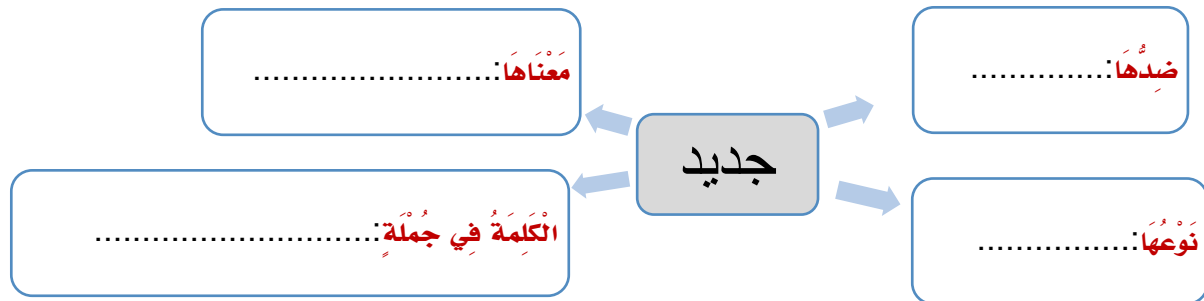 ضِدُّهَا:..............
مَعْنَاهَا:.........................
جديد
نَوْعُهَا:................
الْكَلِمَةُ فِي جُمْلَةٍ:.............................